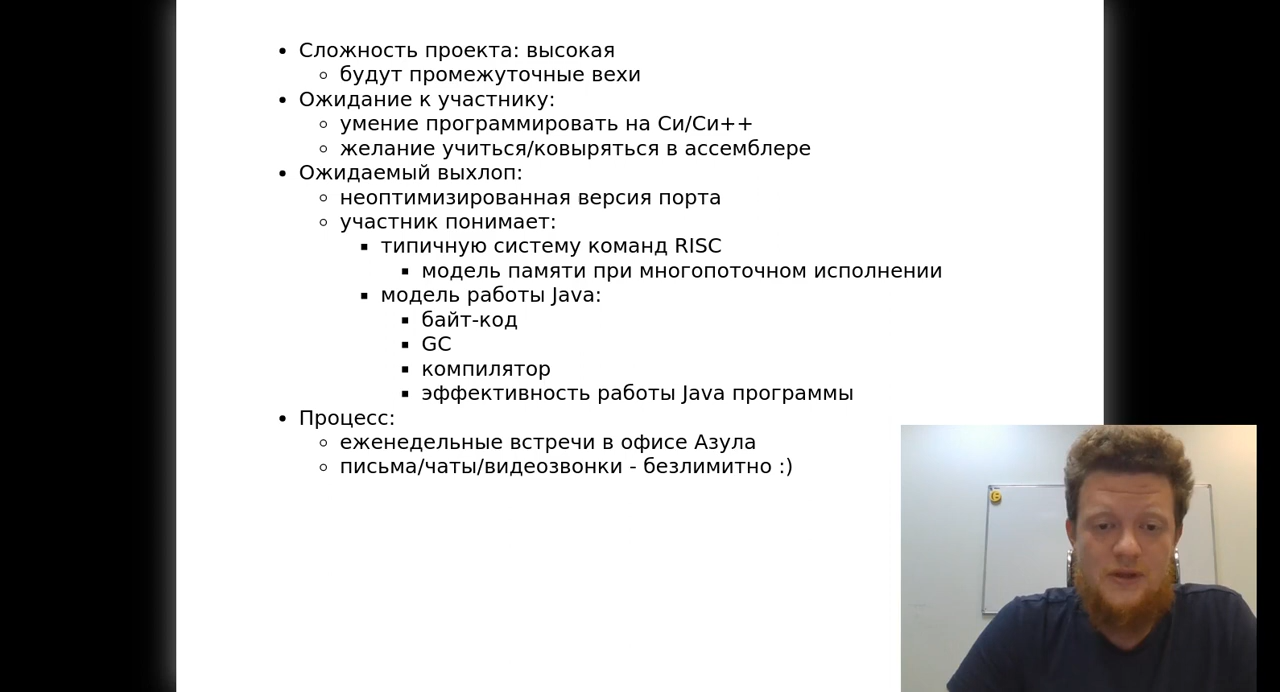 Сложность проекта: высокая
будут промежуточные вехи
Ожидание к участнику:
умение программировать на Си/Си++
желание учиться/ковыряться в ассемблере
Ожидаемый выхлоп:
неоптимизированная версия порта
участник понимает:
типичную систему команд RISC
модель памяти при многопоточном исполнении
модель работы Java:
байт-код
GC
компилятор
эффективность работы Java программы
Процесс:
еженедельные встречи в офисе Азула
письма/чаты/видеозвонки - безлимитно :)